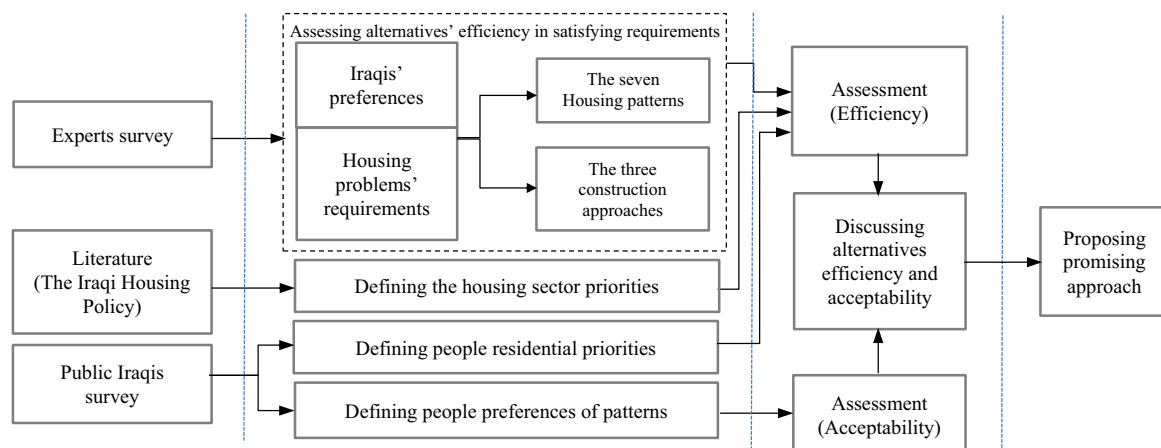 Assessing alternatives’ efficiency in satisfying requirements
Experts survey
Iraqis’
preferences
Housing
problems’
requirements
The seven
Housing patterns
The three
construction
approaches
Assessment
(Efficiency)
Literature
(The Iraqi Housing
Policy)
Defining the housing sector priorities
Discussing
alternatives
efficiency and
acceptability
Proposing
promising
approach
Public Iraqis
survey
Defining people residential priorities
Defining people preferences of patterns
Assessment
(Acceptability)